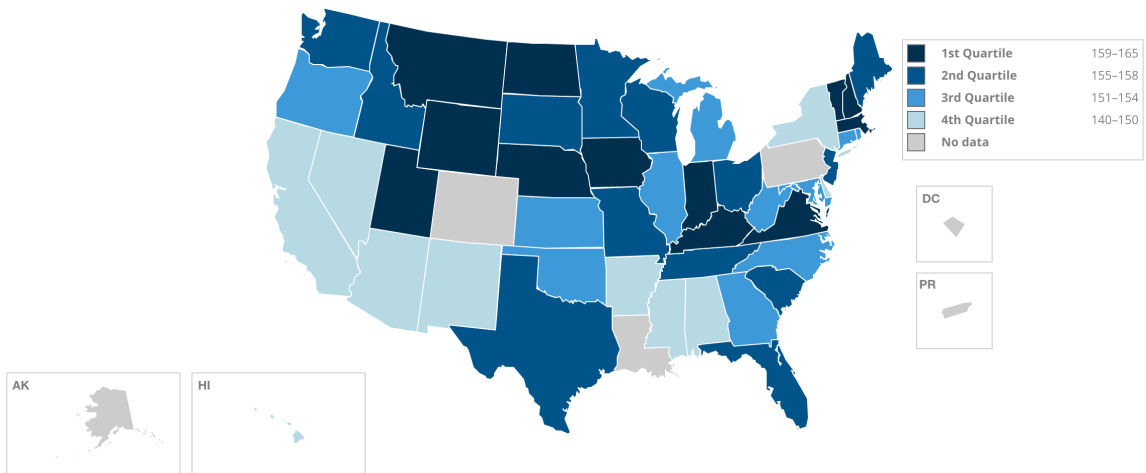 1st Quartile 159–165
2nd Quartile 155–158
3rd Quartile 151–154
4th Quartile 140–150
No data
DC
PR
AK
HI